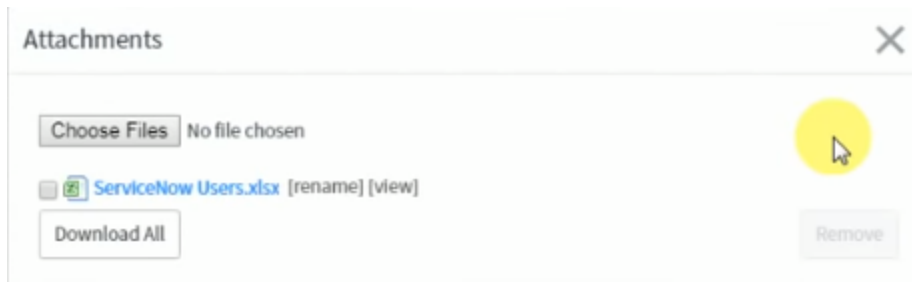 Attachments
Choose Files No file chosen
ServiceNow Users.xlsx [rename] [view]
Download All
Remove